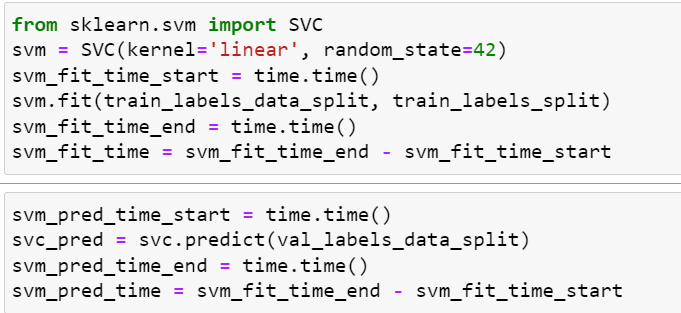 from sklearn.svm import SVC
svm = SVC(kernel='linear', random_state=42)
svm_fit_time_start = time.time()
svm.fit(train_labels_data_split, train_labels_split)
svm_fit_time_end = time.time()
svm_fit_time = svm_fit_time_end - svm_fit_time_start
svm_pred_time_start = time.time()
svc_pred = svc.predict(val_labels_data_split)
svm_pred_time_end = time.time()
svm_pred_time = svm_fit_time_end - svm_fit_time_start